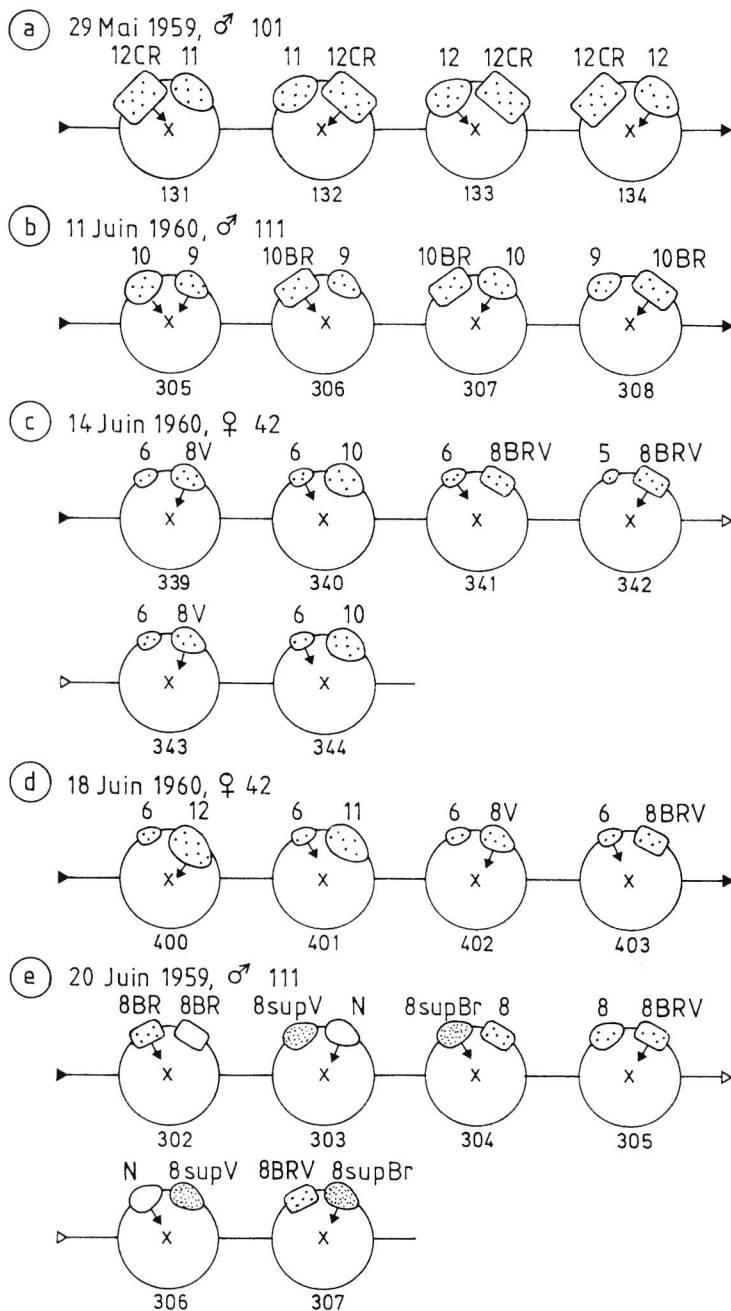 a 29 Mai 1959, ♂ 101
12CR 11 11 12CR 12 12CR 12CR 12
X X X X
131 132 133 134
b 11 Juin 1960, ♂ 111
10 9 10BR 9 10BR 10 9 10BR
X X X X
305 306 307 308
c 14 Juin 1960, ♀ 42
6 8V 6 10 6 8BRV 5 8BRV
X X X X
339 340 341 342
6 8V 6 10
X X
343 344
d 18 Juin 1960, ♀ 42
6 12 6 11 6 8V 6 8BRV
X X X X
400 401 402 403
e 20 Juin 1959, ♂ 111
8BR 8BR 8supV N 8supBr 8 8 8BRV
X X X X
302 303 304 305
N 8supV 8BRV 8supBr
X X
306 307